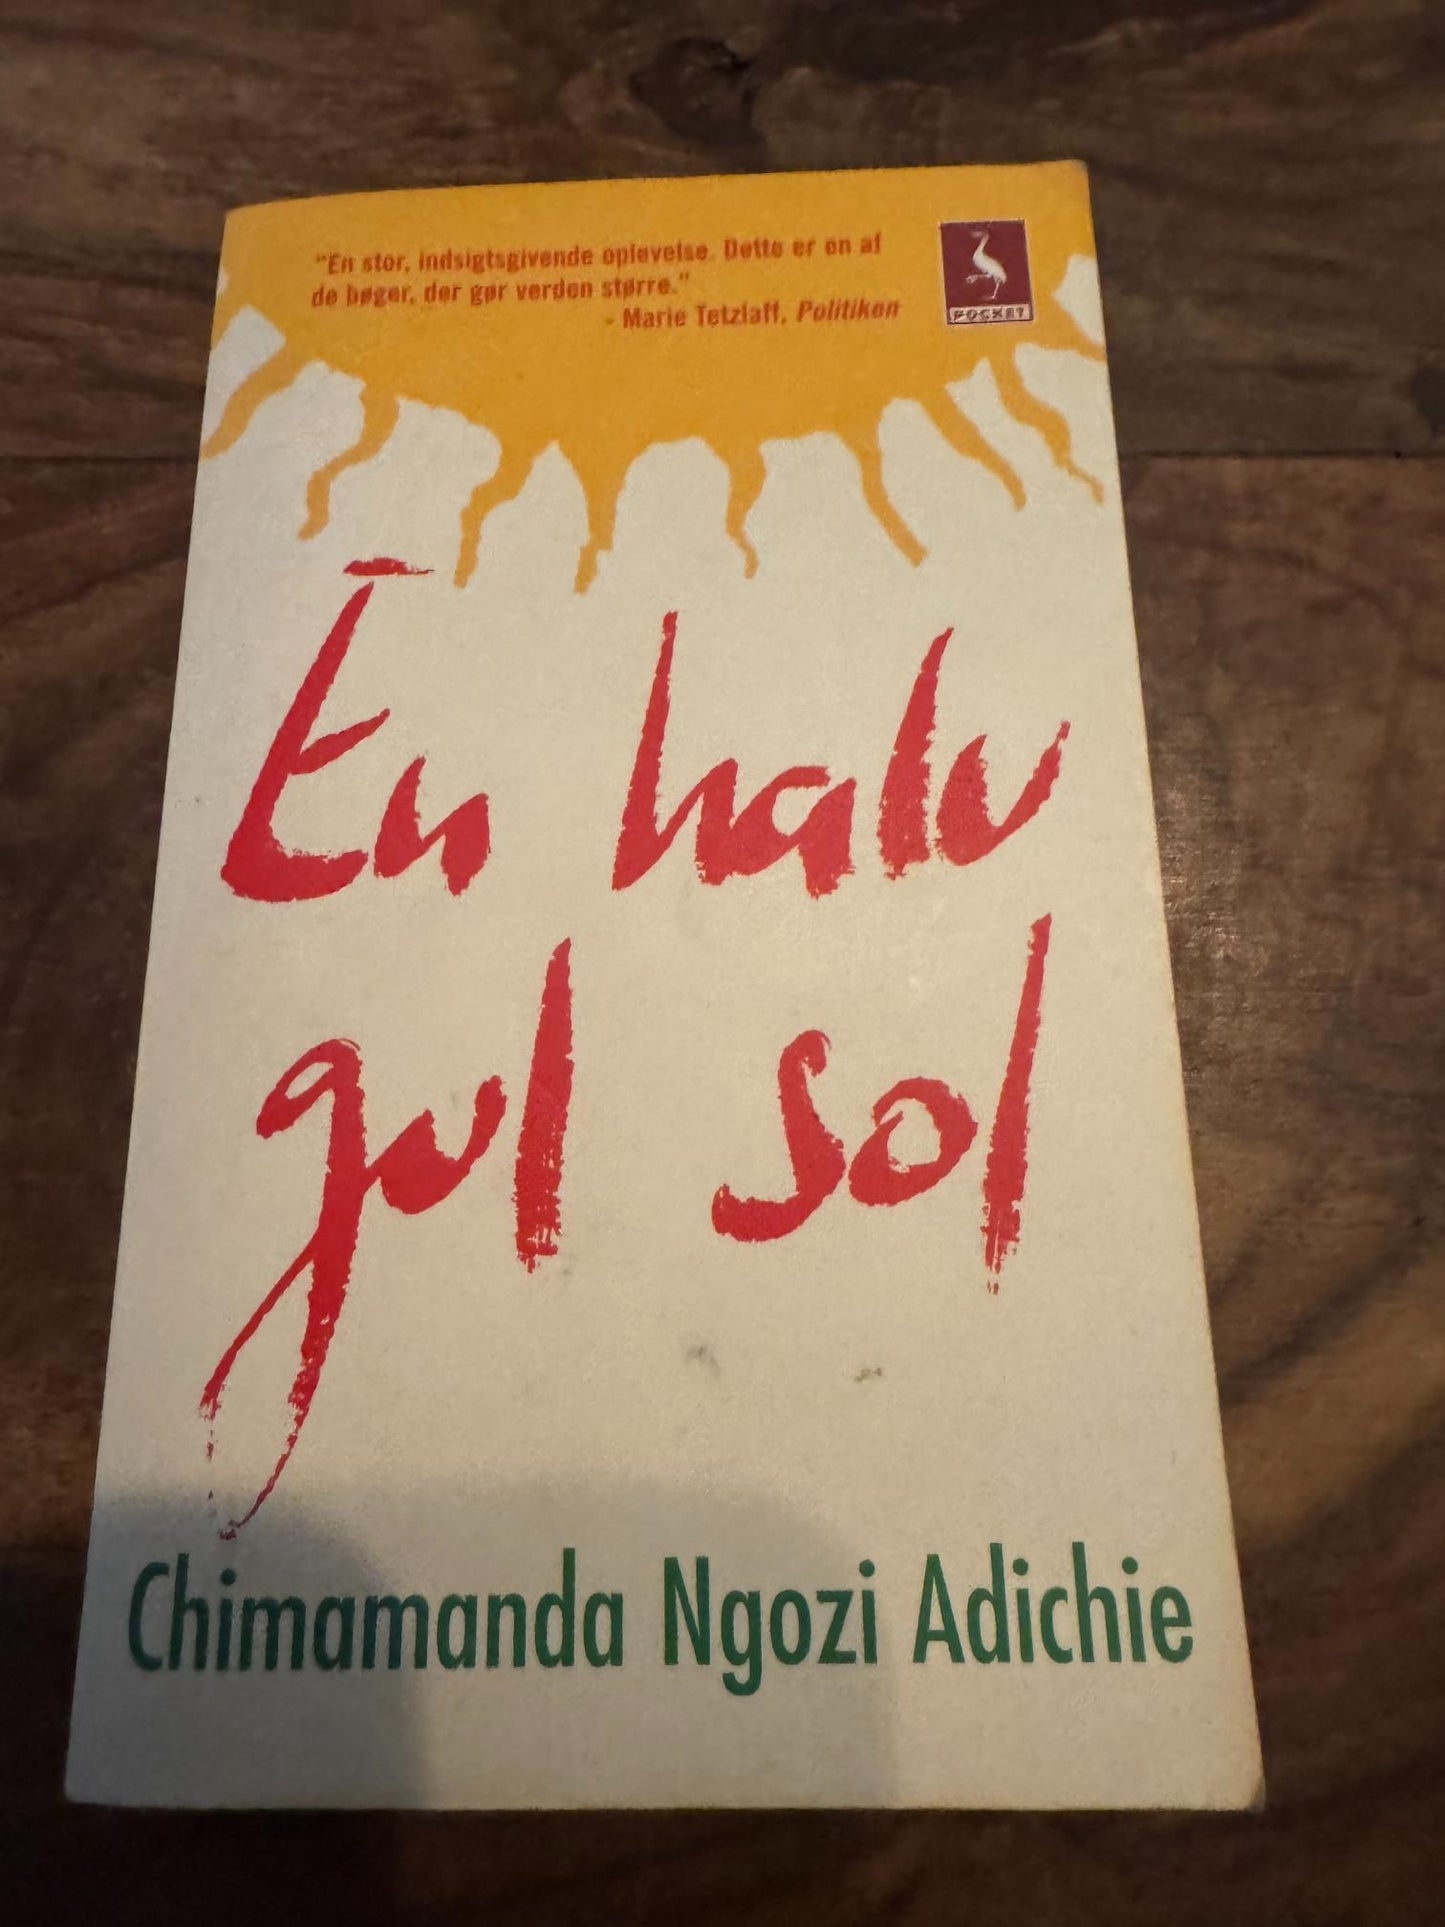 "En stor, indsigtsgivende oplevelse. Dette er en af
de bøger, der gør verden større."
- Marie Tetzlaff, Politiken
POCKET
En halv
gul sol
Chimamanda Ngozi Adichie